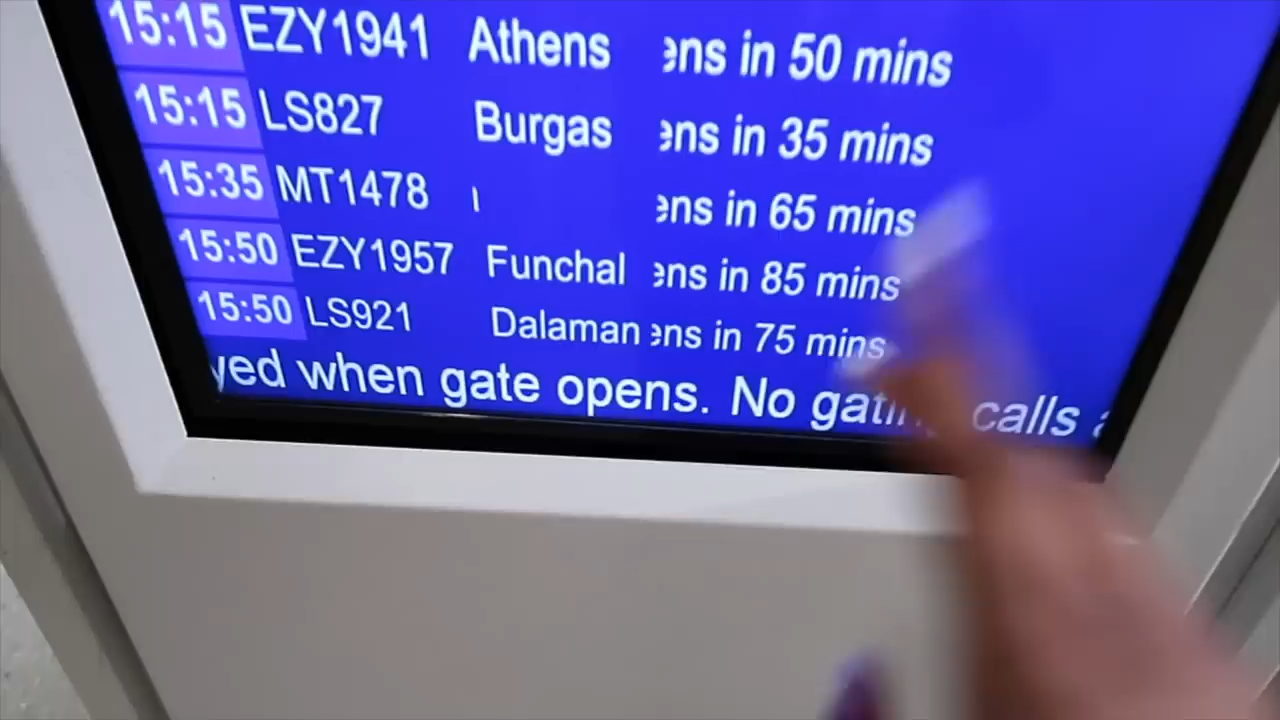 15:15 EZY1941 Athens ens in 50 mins
15:15 LS827 Burgas ens in 35 mins
15:35 MT1478 ens in 65 mins
15:50 EZY1957 Funchal ens in 85 mins
15:50 LS921 Dalaman ens in 75 mins
yed when gate opens. No calls